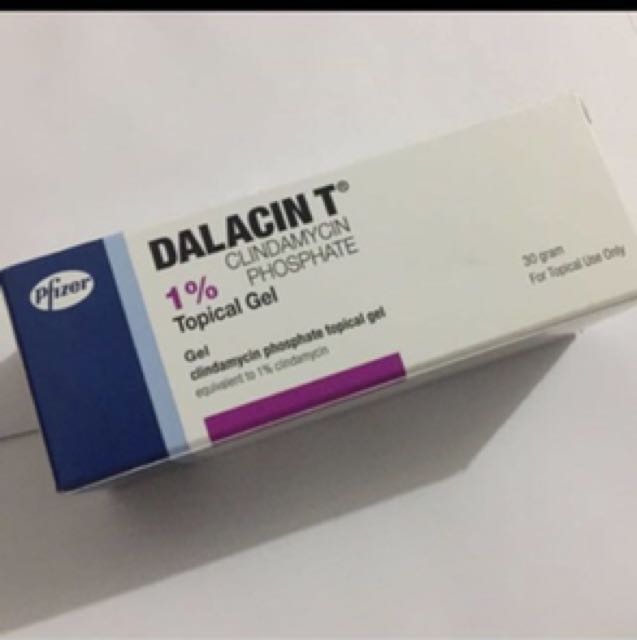 Pfizer
DALACIN T®
CLINDAMYCIN
PHOSPHATE
1%
Topical Gel
Gel
clindamycin phosphate topical gel
equivalent to 1% clindamycin
30 gram
For Topical Use Only